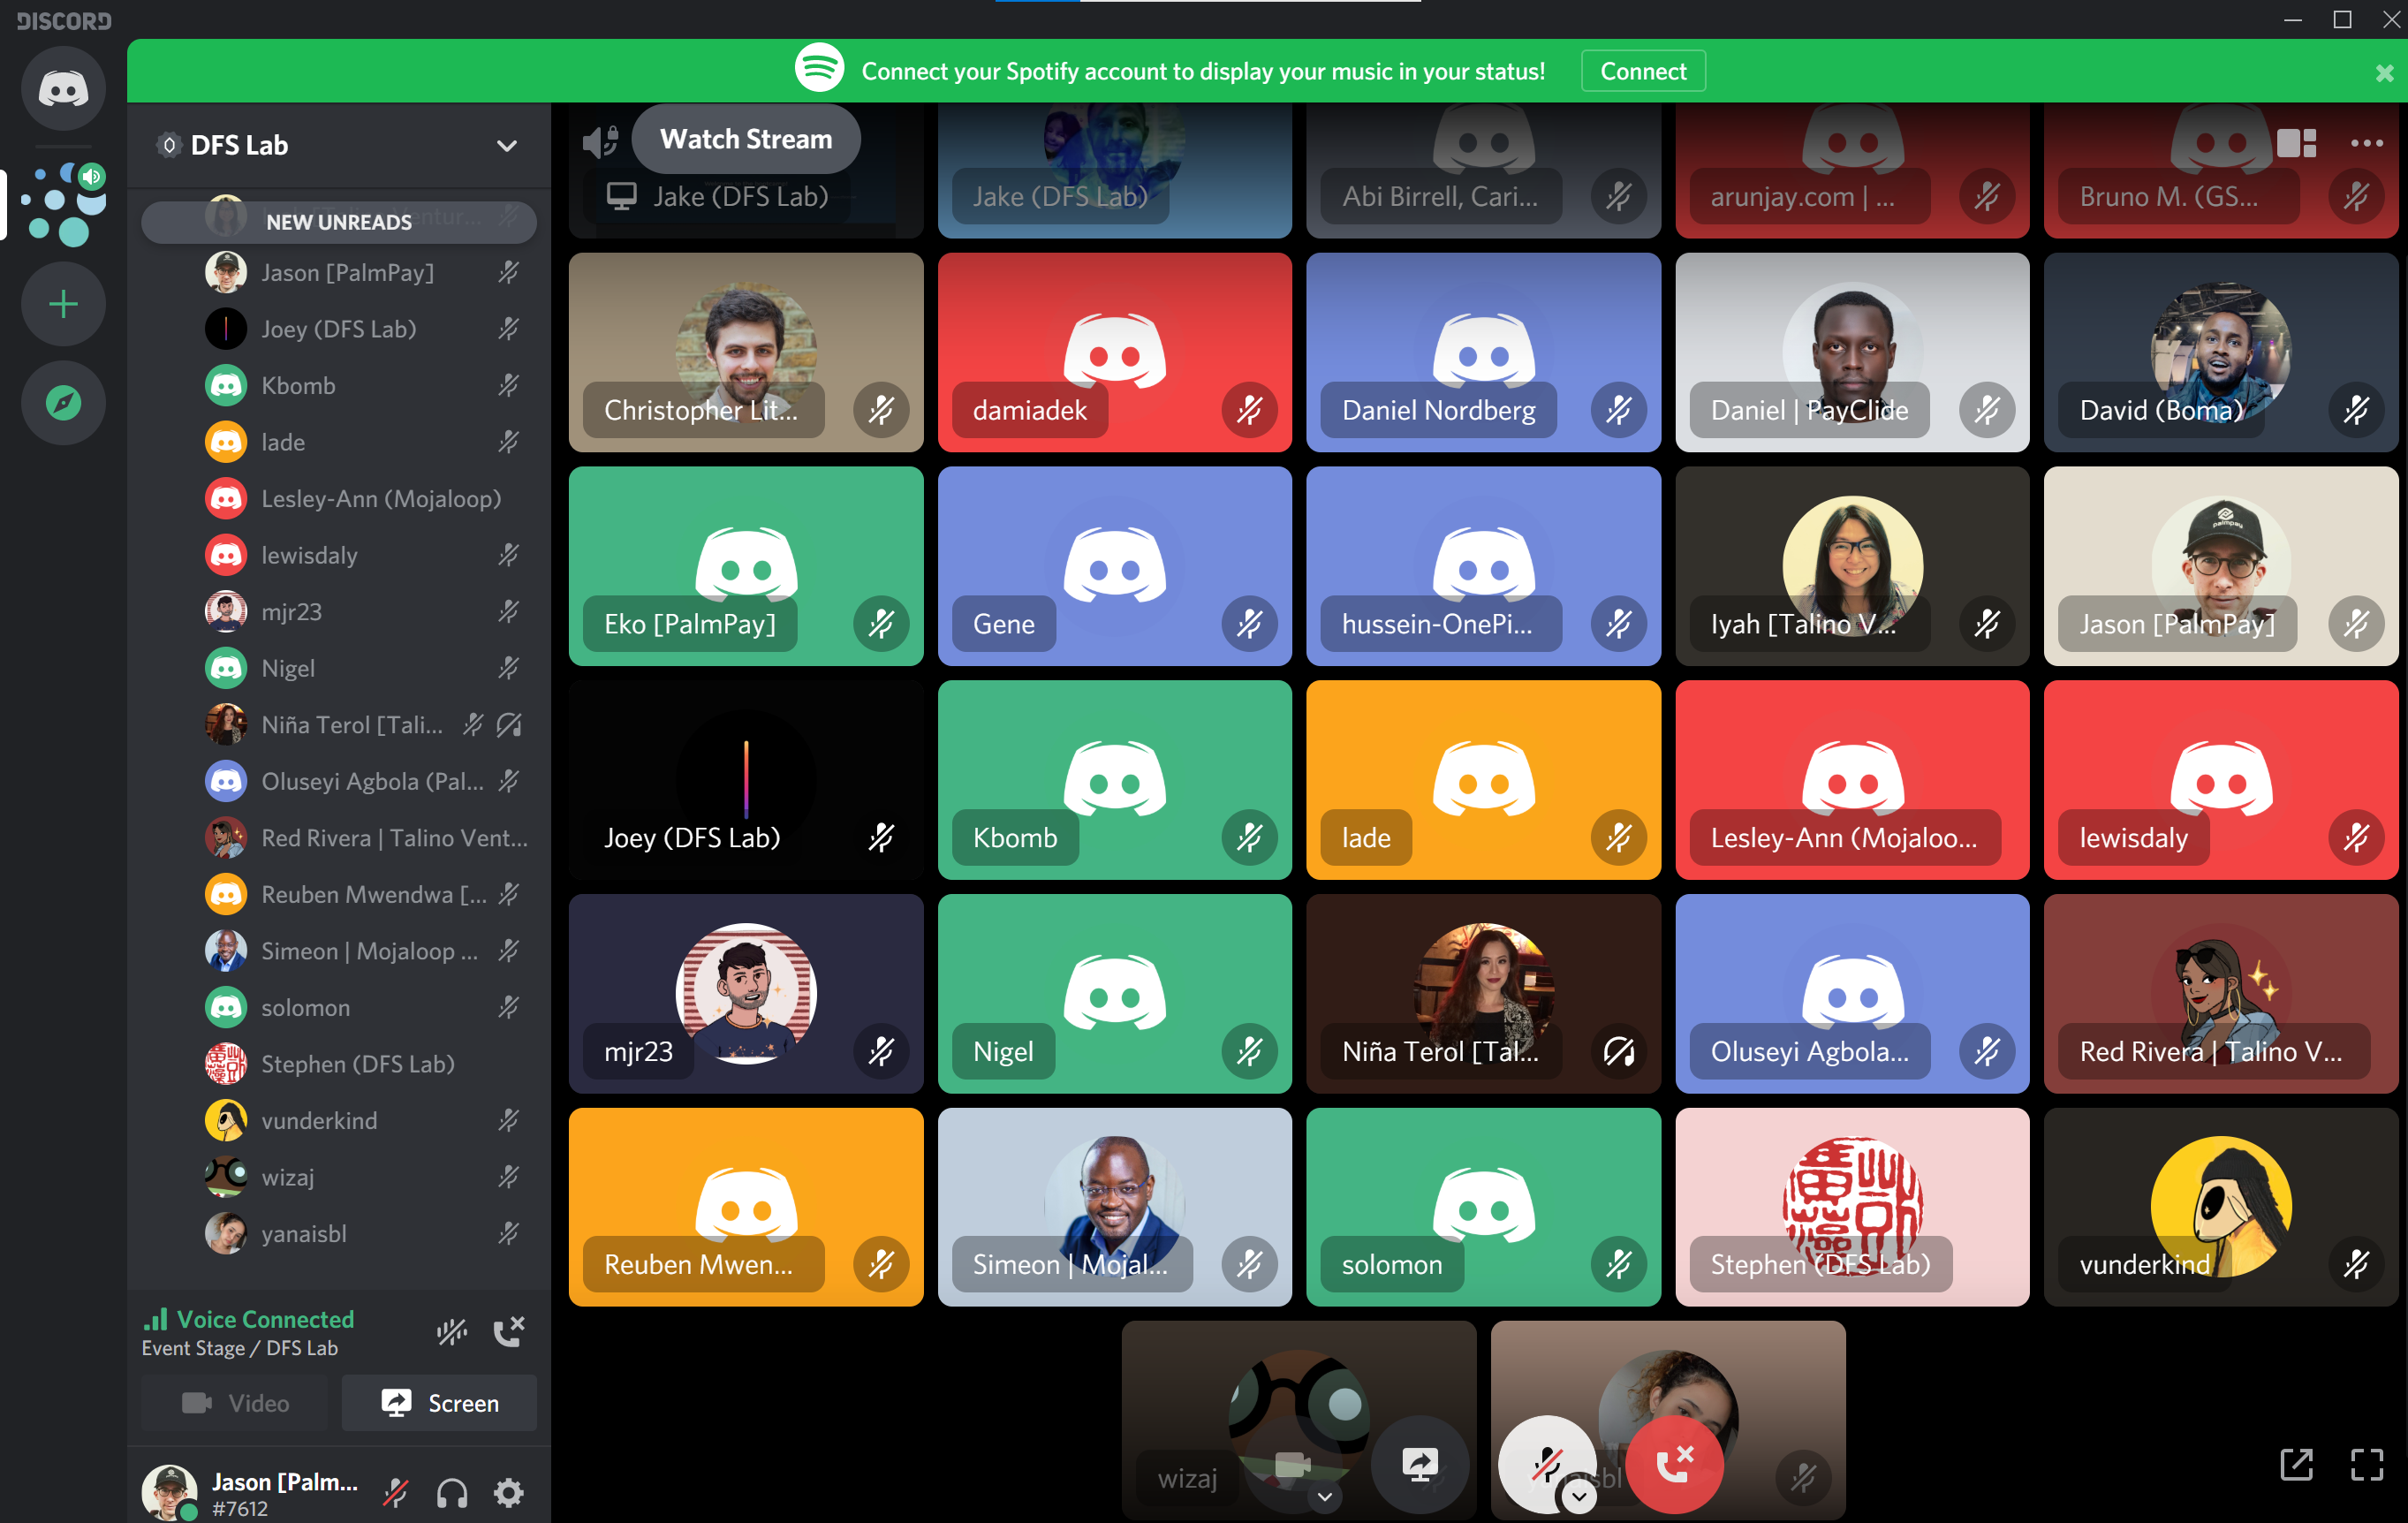 DISCORD
Connect your Spotify account to display your music in your status!
Connect
DFS Lab
NEW UNREADS
Jason [PalmPay]
Joey (DFS Lab)
Kbomb
lade
Lesley-Ann (Mojaloop)
lewisdaly
mjr23
Nigel
Niña Terol [Tali...
Oluseyi Agbola (Pal...
Red Rivera | Talino Vent...
Reuben Mwendwa [...
Simeon | Mojaloop ...
solomon
Stephen (DFS Lab)
vunderkind
wizaj
yanaisbl
Voice Connected
Event Stage / DFS Lab
Video
Screen
Jason [Palm...
#7612
Watch Stream
Jake (DFS Lab)
Jake (DFS Lab)
Abi Birrell, Cari...
arunjay.com | ...
Bruno M. (GS...
Christopher Lit...
damiadek
Daniel Nordberg
Daniel | PayClide
David (Boma)
Eko [PalmPay]
Gene
hussein-OnePi...
Iyah [Talino V...
palmpay
Jason [PalmPay]
Joey (DFS Lab)
Kbomb
lade
Lesley-Ann (Mojaloo...
lewisdaly
mjr23
Nigel
Niña Terol [Tal...
Oluseyi Agbola...
Red Rivera | Talino V...
Reuben Mwen...
Simeon | Mojal...
solomon
Stephen (DFS Lab)
vunderkind
wizaj